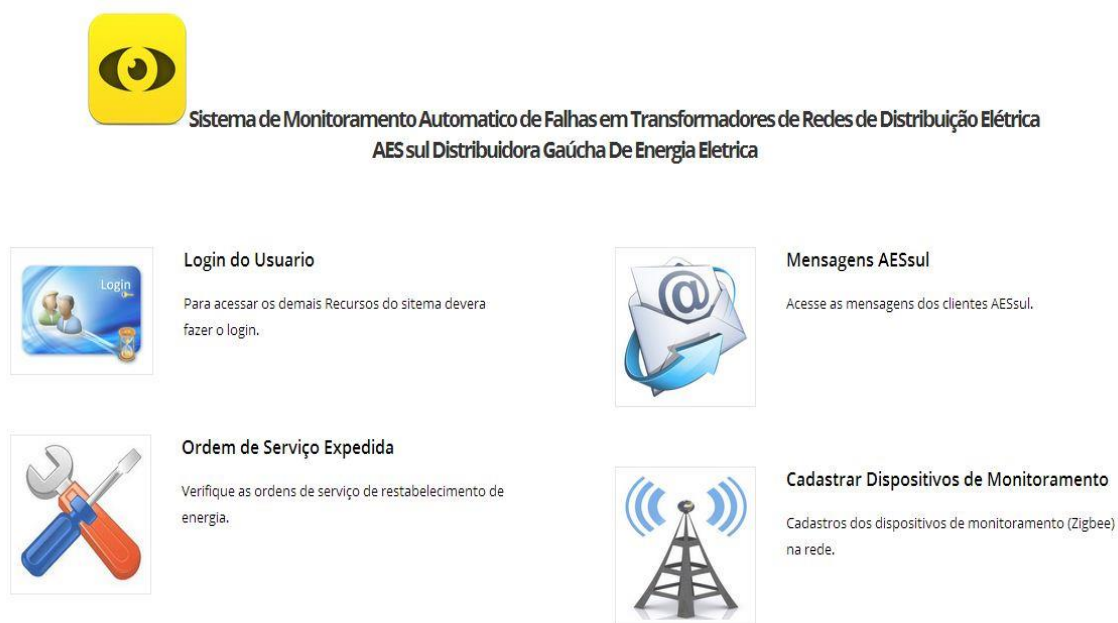 Sistema de Monitoramento Automatico de Falhas em Transformadores de Redes de Distribuição Elétrica
AES sul Distribuidora Gaúcha De Energia Eletrica
Login do Usuario
Login
Para acessar os demais Recursos do sitema devera
fazer o login.
Mensagens AESsul
Acesse as mensagens dos clientes AESsul.
Ordem de Serviço Expedida
Verifique as ordens de serviço de restabelecimento de
energia.
Cadastrar Dispositivos de Monitoramento
Cadastros dos dispositivos de monitoramento (Zigbee)
na rede.